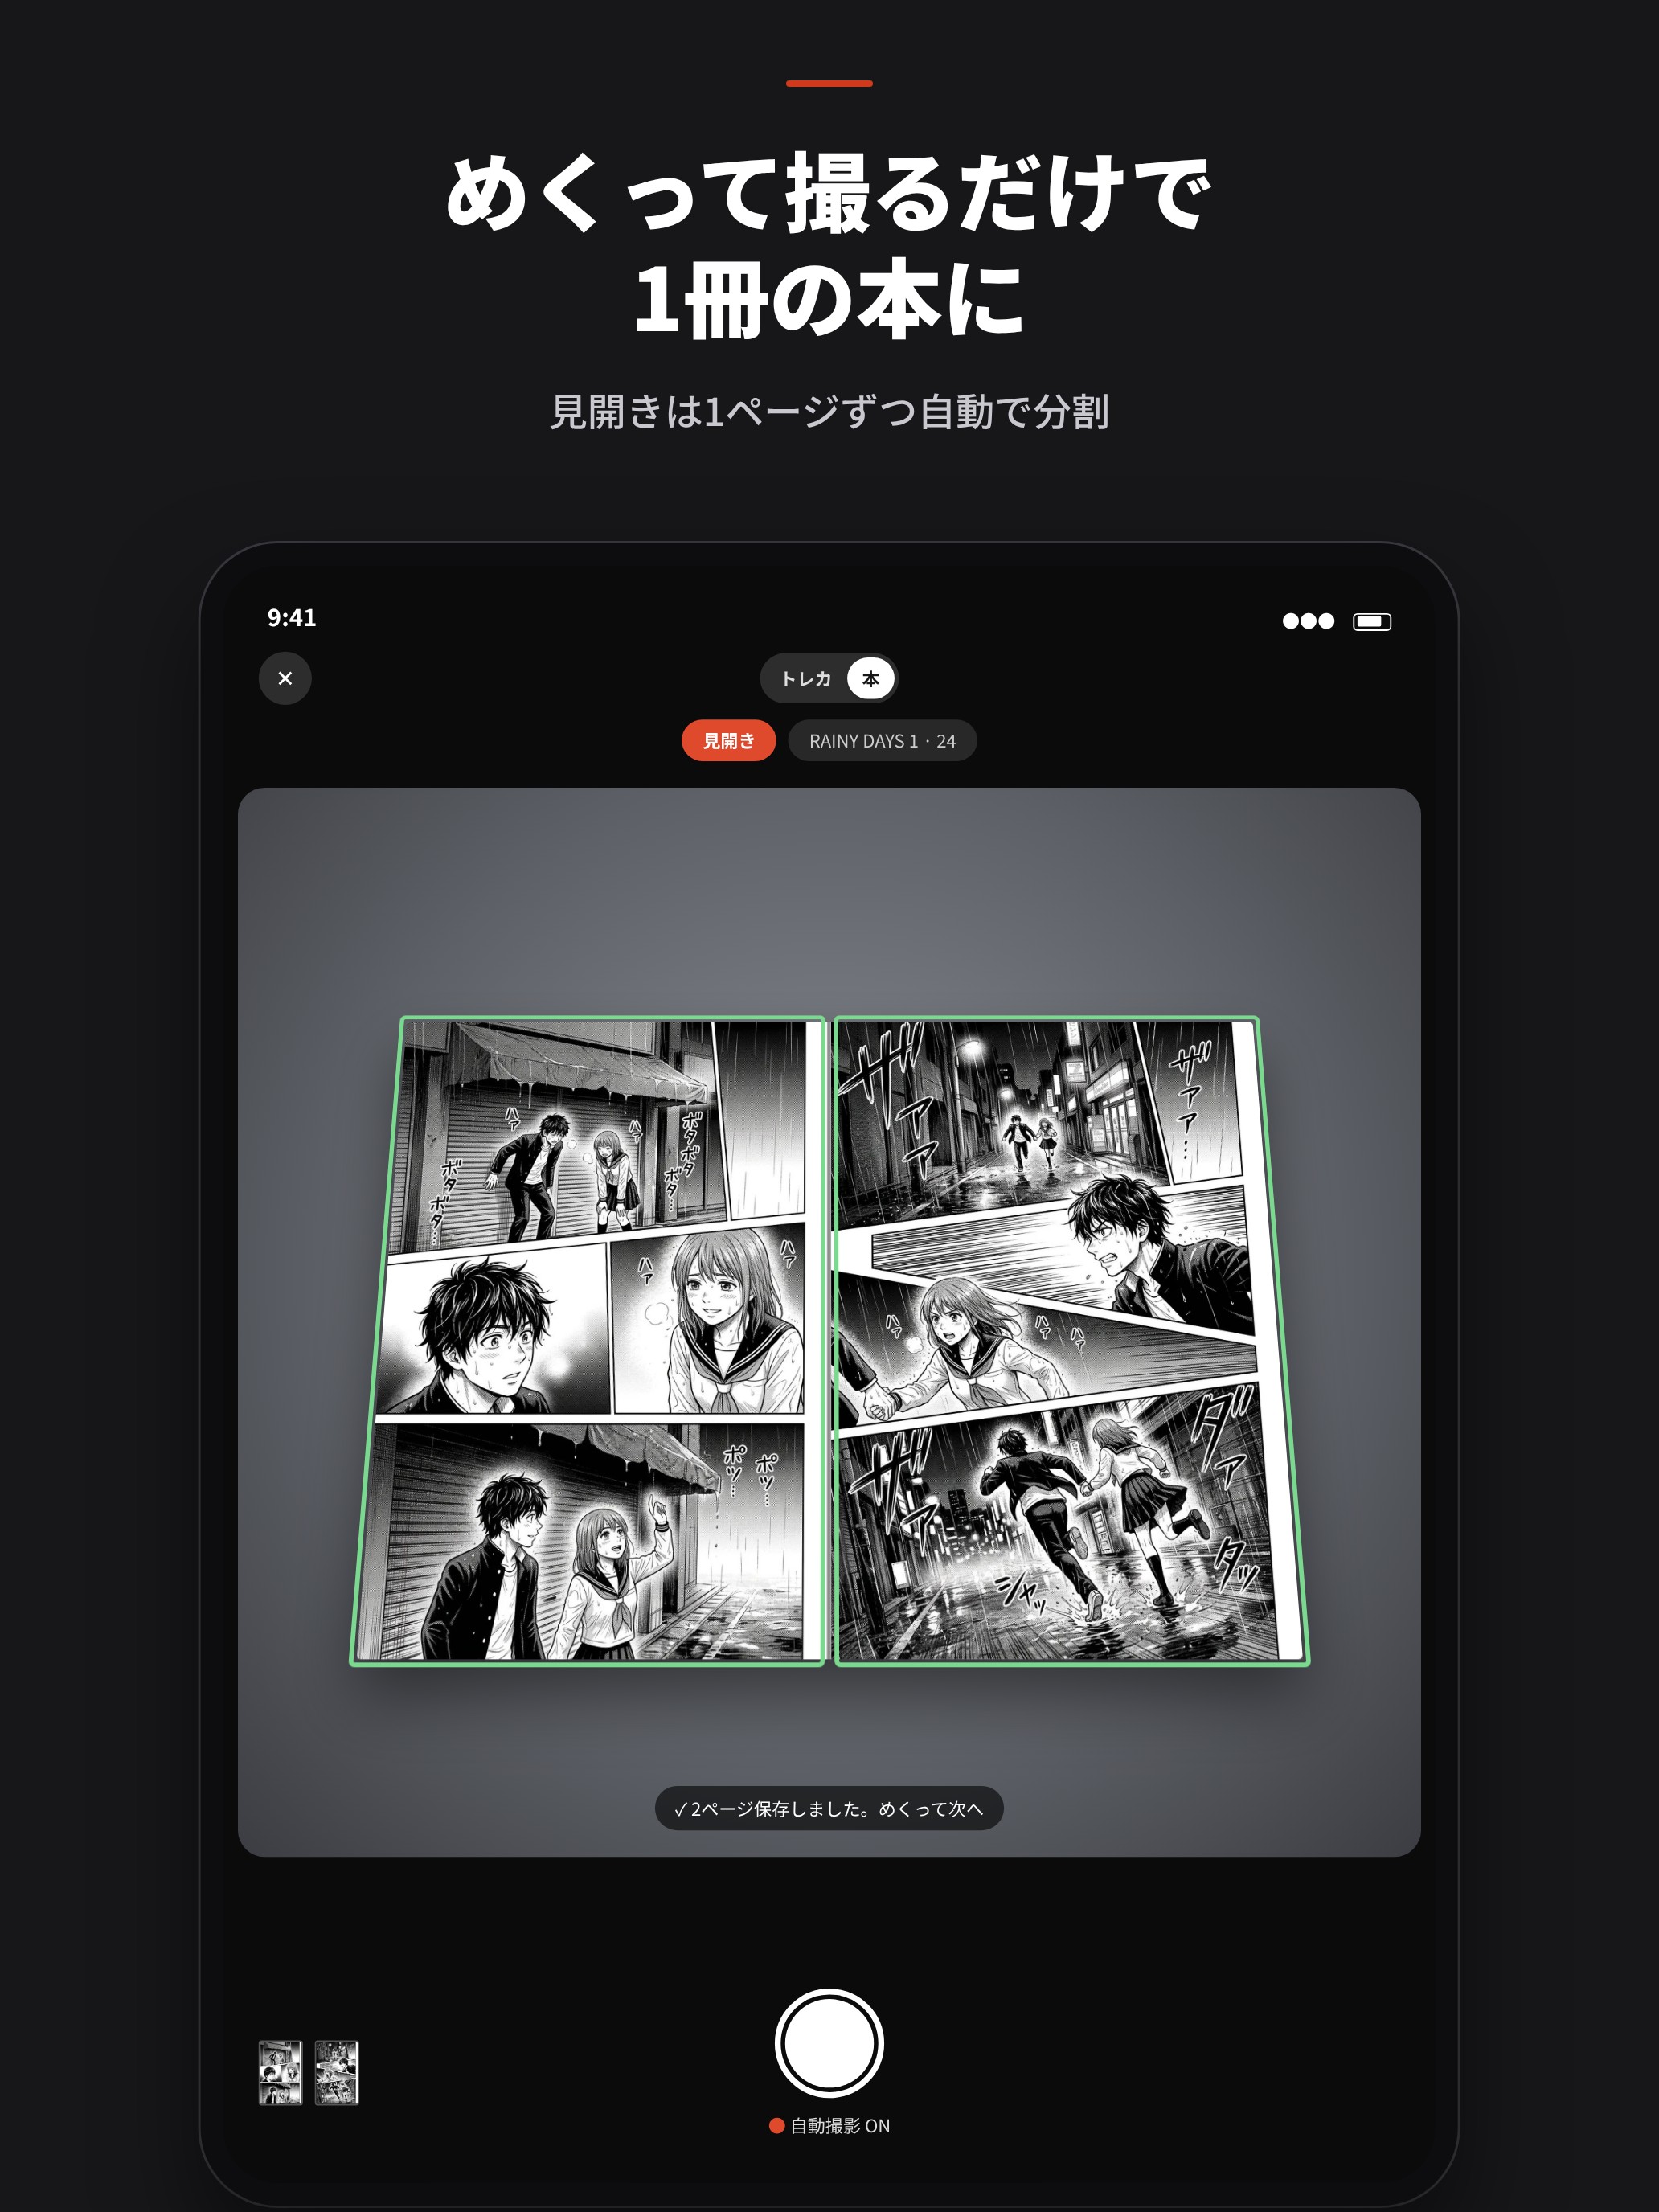 めくって撮るだけで
1冊の本に
見開きは1ページずつ自動で分割
9:41
×
トレカ 本
見開き RAINY DAYS 1 · 24
ザァァァ
ザァァァ…
ハァ ハァ ハァ
ザァァ
ダァァ
シャッ
タッ
ハァ
ハァ
ボタボタボタ…
ボタボタ…
ハァ
ハァ
ポツ…
ポツ…
✓2ページ保存しました。めくって次へ
自動撮影 ON